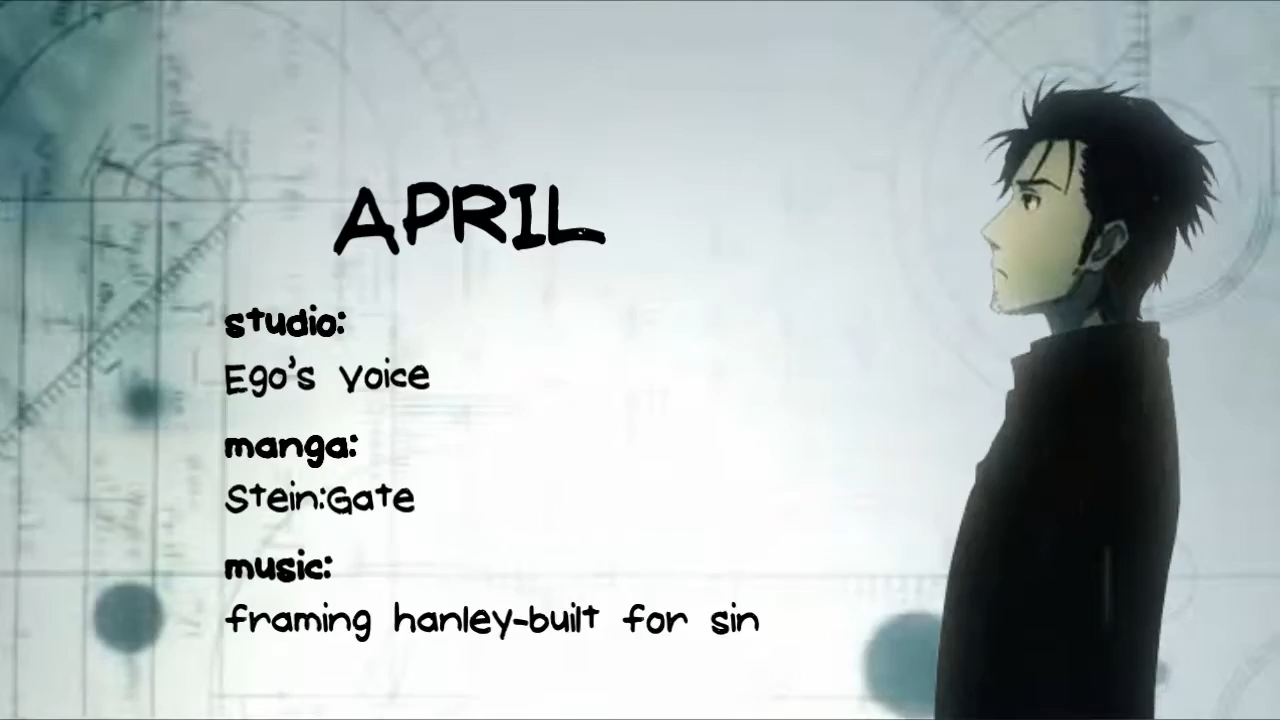 APRIL
studio:
Ego's Voice
manga:
Stein:Gate
music:
framing hanley-built for sin